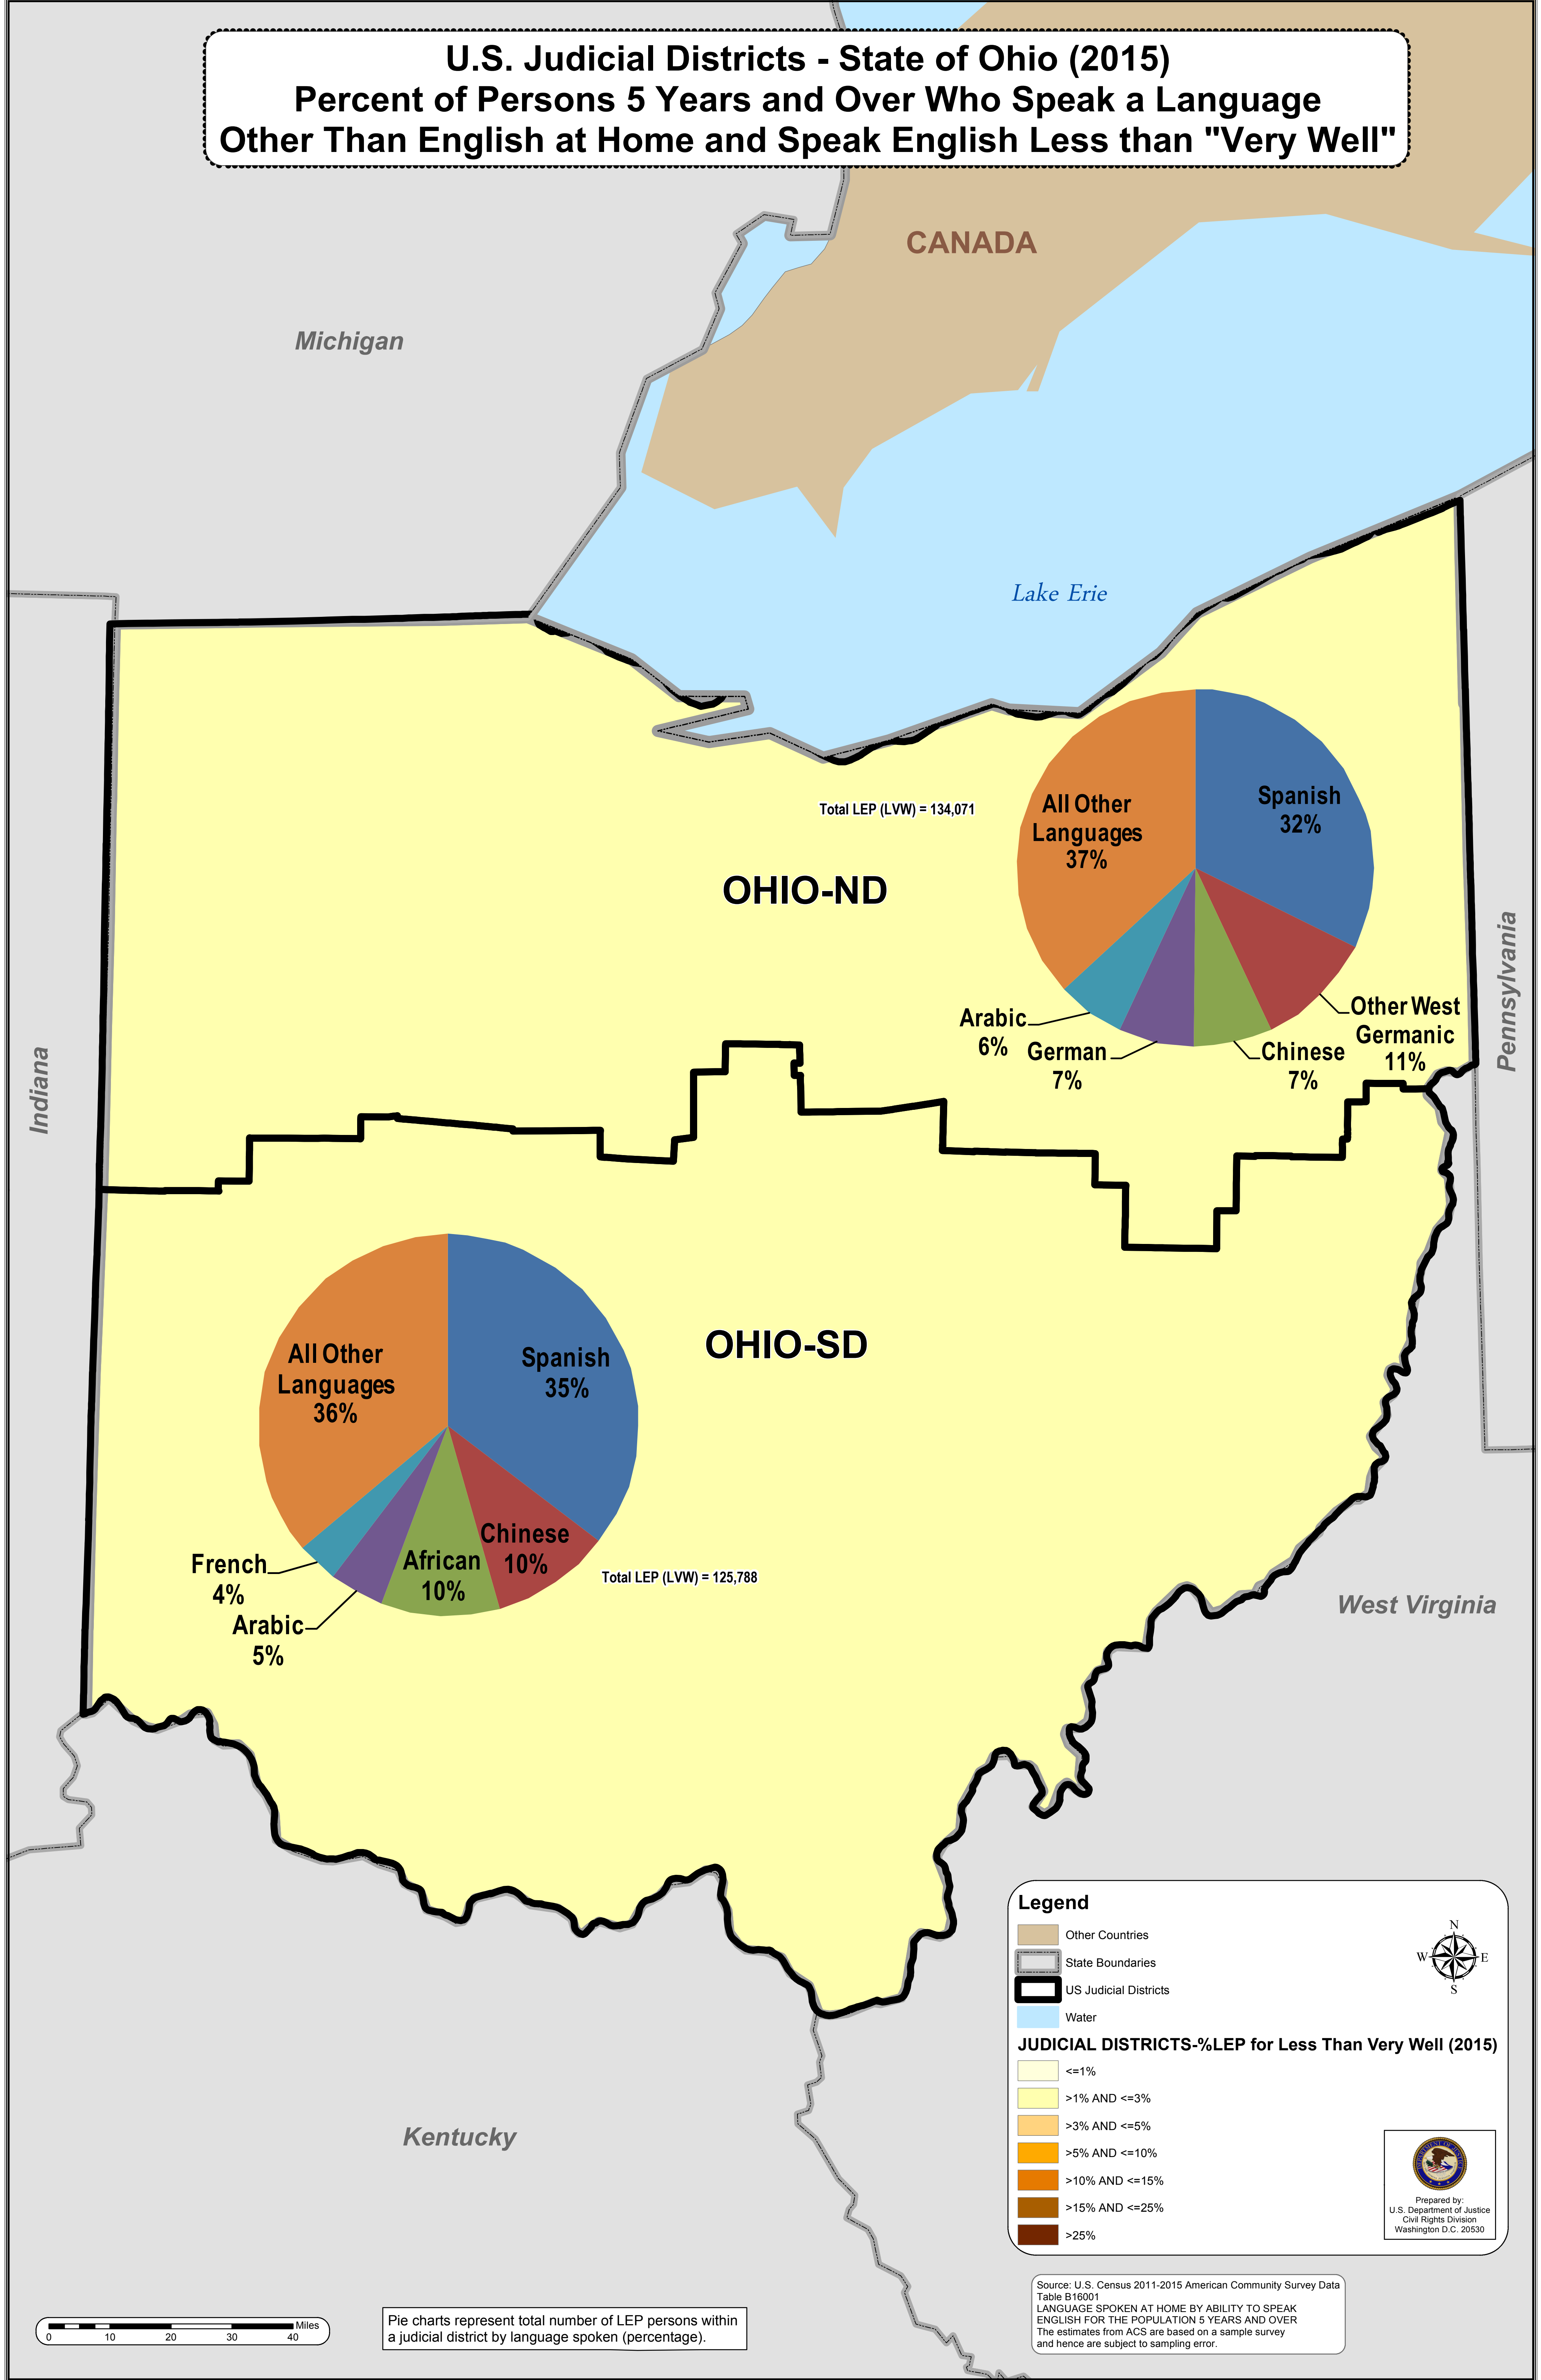 U.S. Judicial Districts - State of Ohio (2015)
Percent of Persons 5 Years and Over Who Speak a Language
Other Than English at Home and Speak English Less than "Very Well"
CANADA
Michigan
Lake Erie
Indiana
Pennsylvania
Total LEP (LVW) = 134,071
OHIO-ND
All Other
Languages
37%
Spanish
32%
Other West
Germanic
11%
Chinese
7%
German
7%
Arabic
6%
OHIO-SD
All Other
Languages
36%
Spanish
35%
Chinese
10%
African
10%
Arabic
5%
French
4%
Total LEP (LVW) = 125,788
West Virginia
Kentucky
Legend
Other Countries
State Boundaries
US Judicial Districts
Water
N
W
E
S
JUDICIAL DISTRICTS-%LEP for Less Than Very Well (2015)
<=1%
>1% AND <=3%
>3% AND <=5%
>5% AND <=10%
>10% AND <=15%
>15% AND <=25%
>25%
Prepared by:
U.S. Department of Justice
Civil Rights Division
Washington D.C. 20530
Source: U.S. Census 2011-2015 American Community Survey Data
Table B16001
LANGUAGE SPOKEN AT HOME BY ABILITY TO SPEAK
ENGLISH FOR THE POPULATION 5 YEARS AND OVER
The estimates from ACS are based on a sample survey
and hence are subject to sampling error.
Pie charts represent total number of LEP persons within
a judicial district by language spoken (percentage).
Miles
0 10 20 30 40